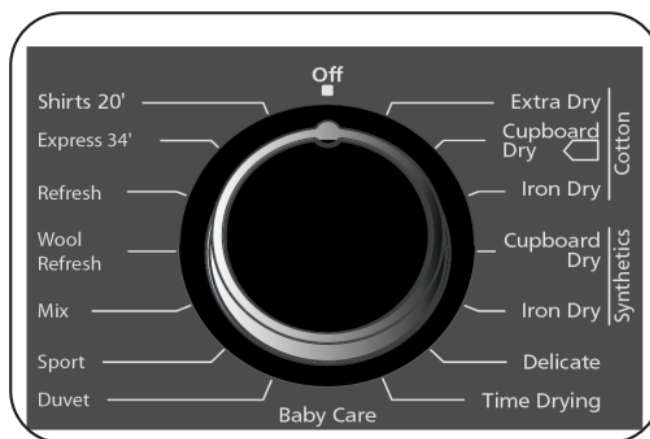 Off
Shirts 20'
Express 34'
Refresh
Wool
Refresh
Mix
Sport
Duvet
Baby Care
Extra Dry
Cupboard
Dry
Iron Dry
Cotton
Cupboard
Dry
Iron Dry
Synthetics
Delicate
Time Drying